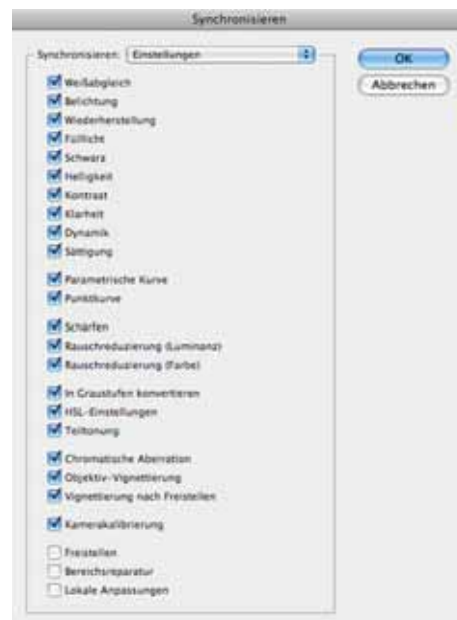 Synchronisieren
Synchronisieren: Einstellungen
OK
Abbrechen
Weißabgleich
Belichtung
Wiederherstellung
Fülllicht
Schwarz
Helligkeit
Kontrast
Klarheit
Dynamik
Sättigung
Parametrische Kurve
Punktkurve
Schärfen
Rauschreduzierung (Luminanz)
Rauschreduzierung (Farbe)
In Graustufen konvertieren
HSL-Einstellungen
Teiltonung
Chromatische Aberration
Objektiv-Vignettierung
Vignettierung nach Freistellen
Kamerakalibrierung
Freistellen
Bereichsreparatur
Lokale Anpassungen